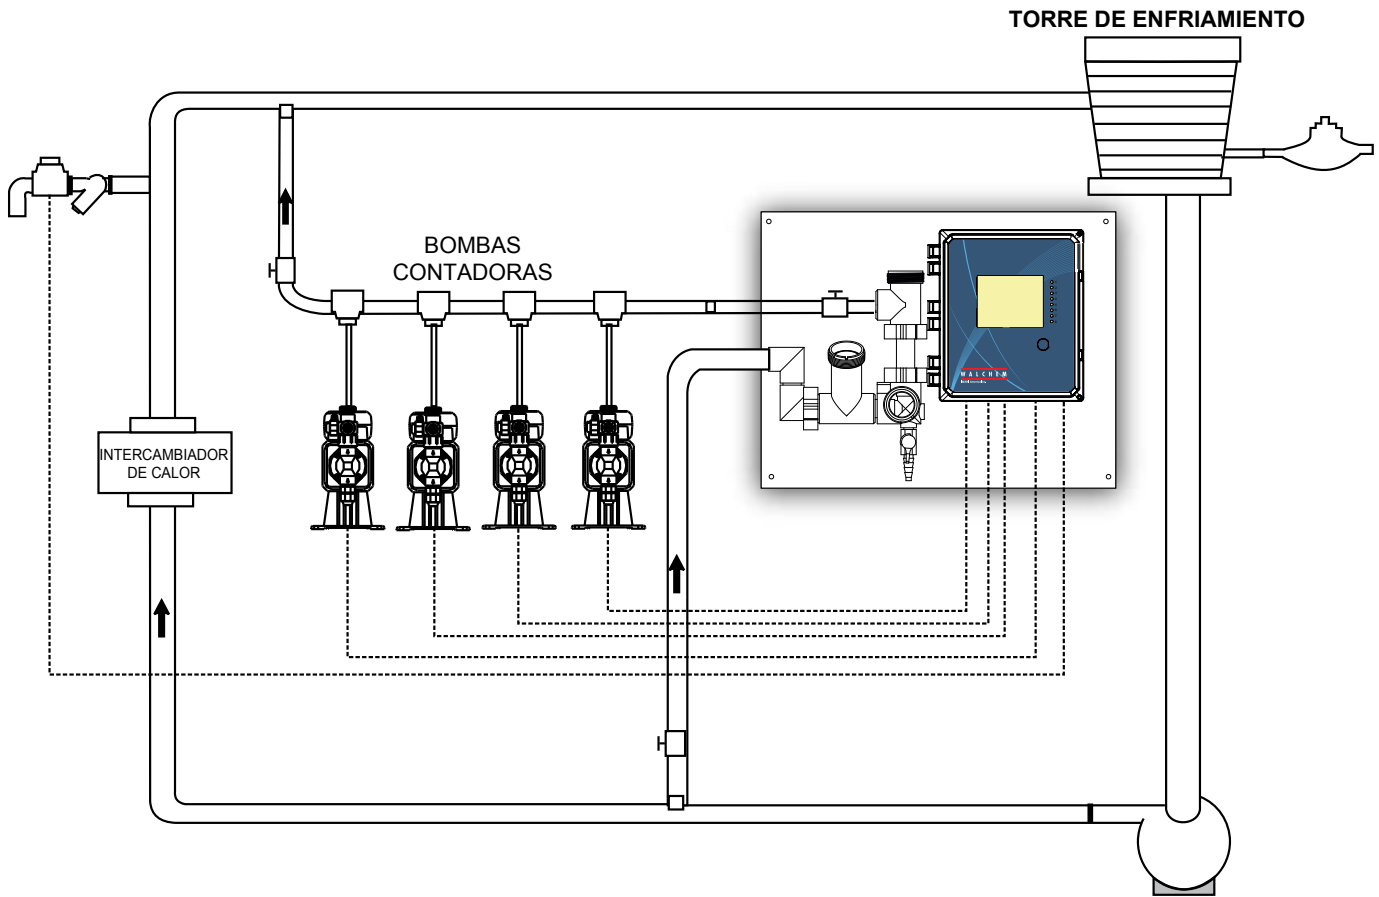 TORRE DE ENFRIAMIENTO
BOMBAS
CONTADORAS
WALCHEM
INTERCAMBIADOR
DE CALOR